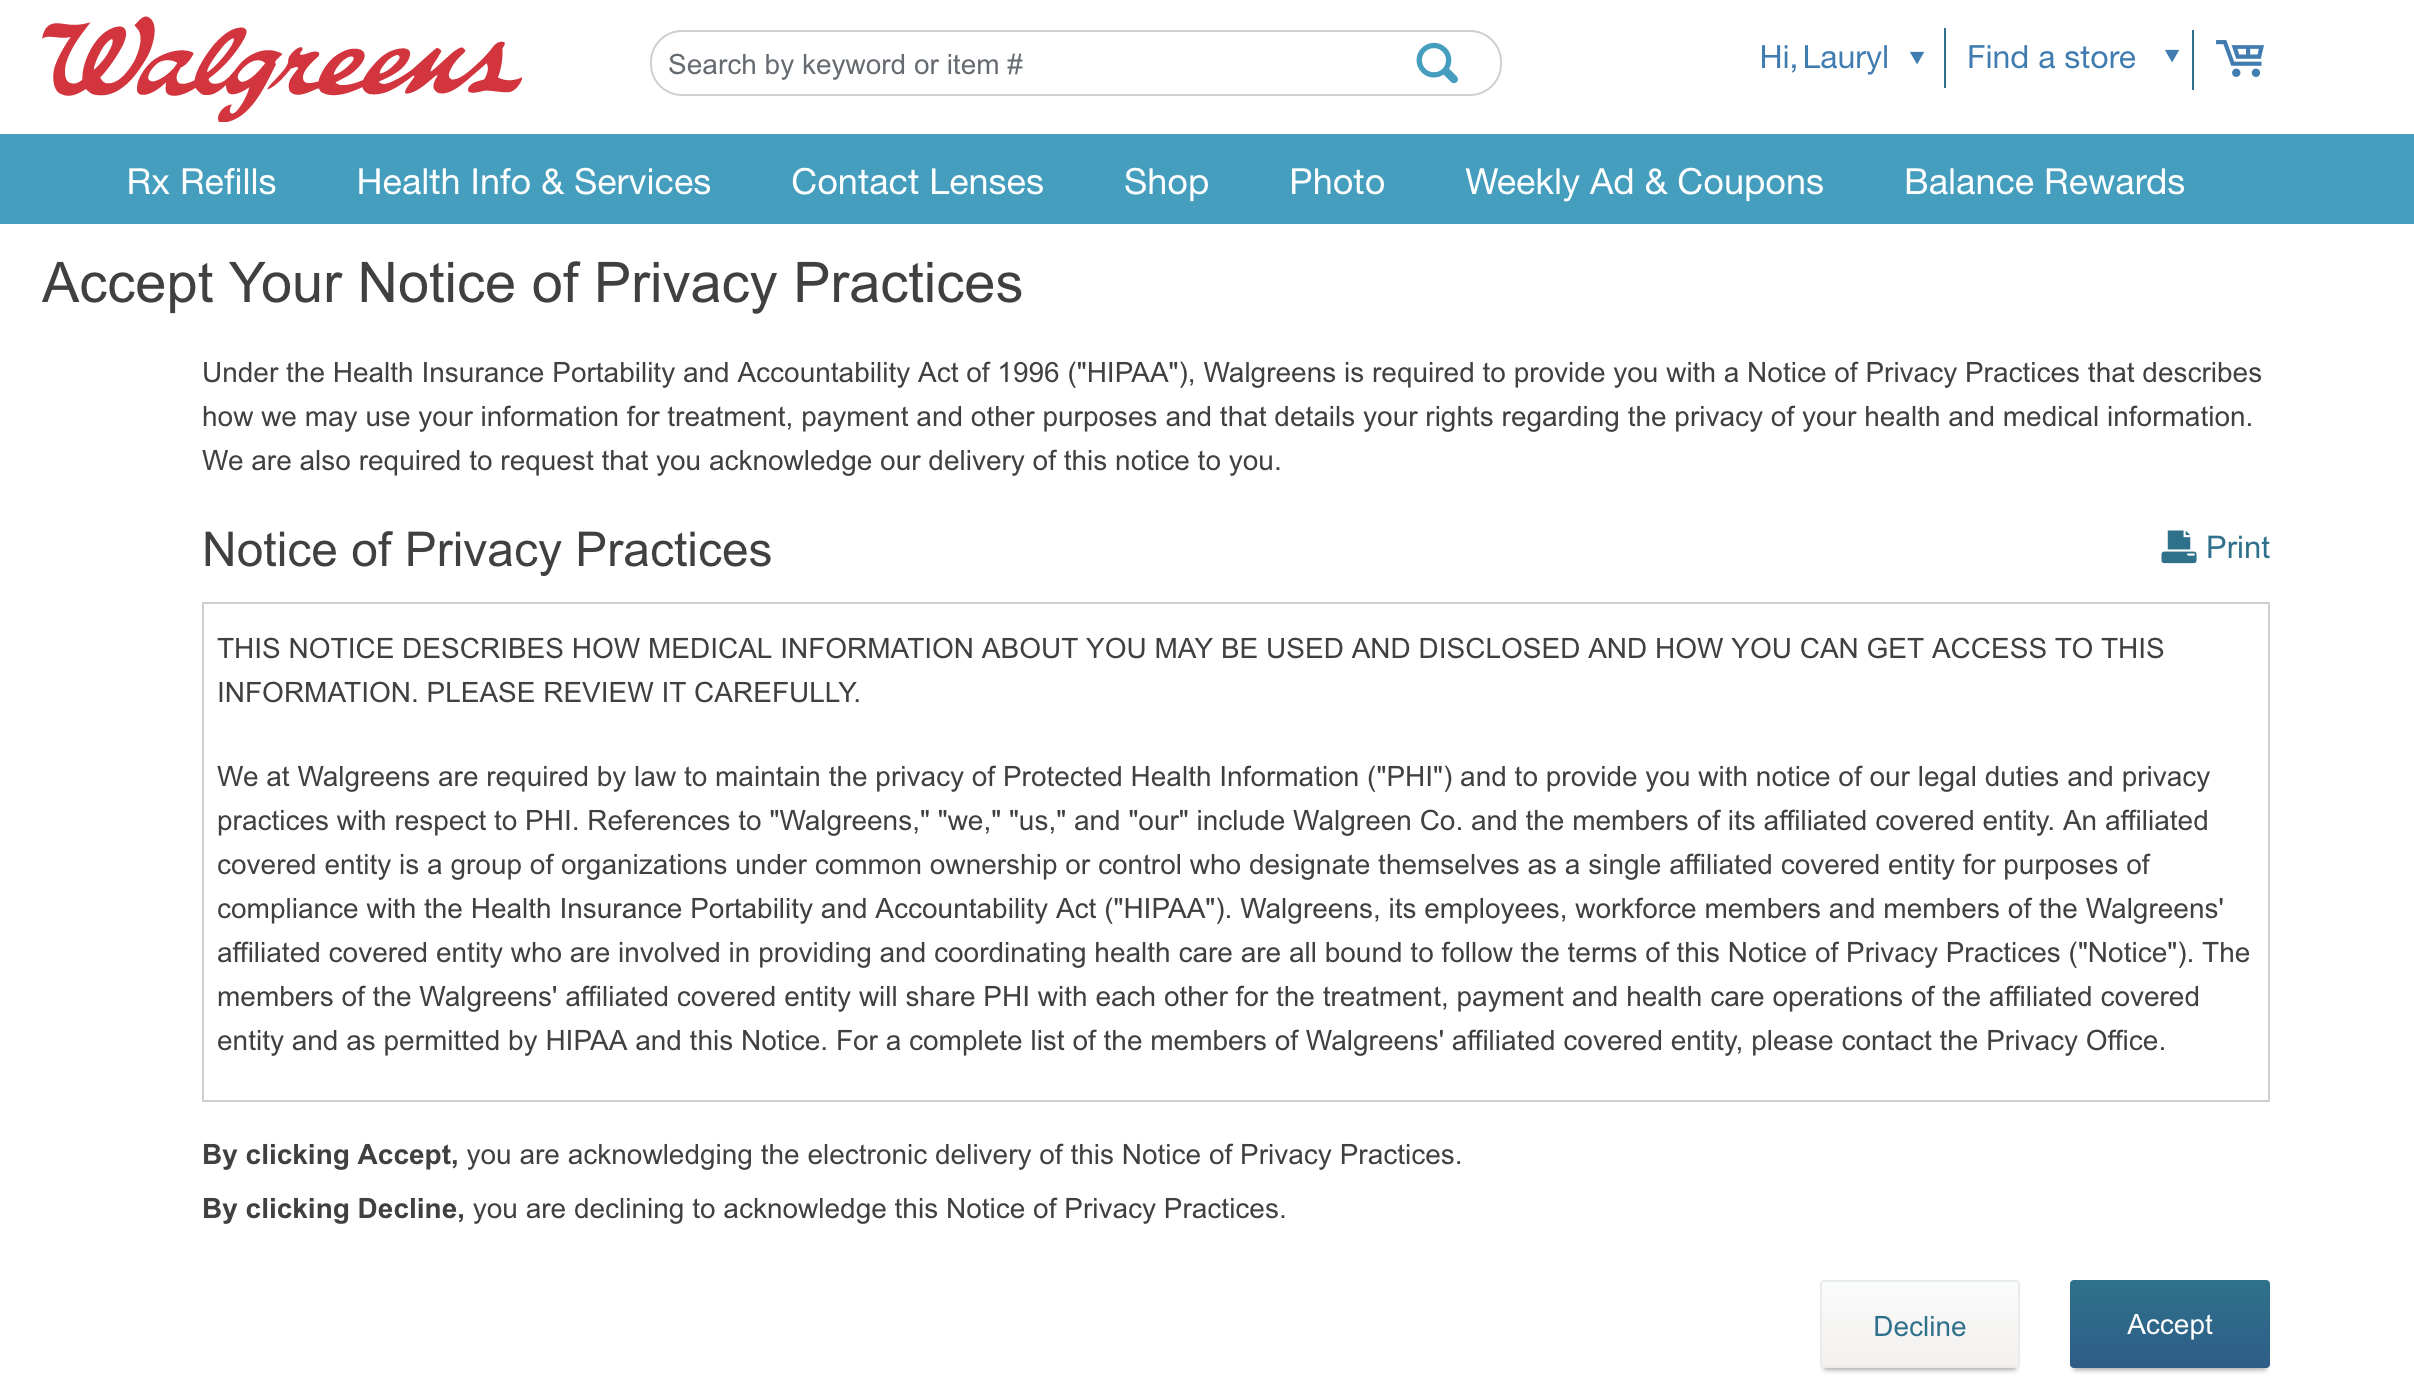 Walgreens
Search by keyword or item #
Hi, Lauryl
Find a store
Rx Refills
Health Info & Services
Contact Lenses
Shop
Photo
Weekly Ad & Coupons
Balance Rewards
Accept Your Notice of Privacy Practices
Under the Health Insurance Portability and Accountability Act of 1996 ("HIPAA"), Walgreens is required to provide you with a Notice of Privacy Practices that describes
how we may use your information for treatment, payment and other purposes and that details your rights regarding the privacy of your health and medical information.
We are also required to request that you acknowledge our delivery of this notice to you.
Notice of Privacy Practices
Print
THIS NOTICE DESCRIBES HOW MEDICAL INFORMATION ABOUT YOU MAY BE USED AND DISCLOSED AND HOW YOU CAN GET ACCESS TO THIS
INFORMATION. PLEASE REVIEW IT CAREFULLY.
We at Walgreens are required by law to maintain the privacy of Protected Health Information ("PHI") and to provide you with notice of our legal duties and privacy
practices with respect to PHI. References to "Walgreens," "we," "us," and "our" include Walgreen Co. and the members of its affiliated covered entity. An affiliated
covered entity is a group of organizations under common ownership or control who designate themselves as a single affiliated covered entity for purposes of
compliance with the Health Insurance Portability and Accountability Act ("HIPAA"). Walgreens, its employees, workforce members and members of the Walgreens'
affiliated covered entity who are involved in providing and coordinating health care are all bound to follow the terms of this Notice of Privacy Practices ("Notice"). The
members of the Walgreens' affiliated covered entity will share PHI with each other for the treatment, payment and health care operations of the affiliated covered
entity and as permitted by HIPAA and this Notice. For a complete list of the members of Walgreens' affiliated covered entity, please contact the Privacy Office.
By clicking Accept, you are acknowledging the electronic delivery of this Notice of Privacy Practices.
By clicking Decline, you are declining to acknowledge this Notice of Privacy Practices.
Decline
Accept